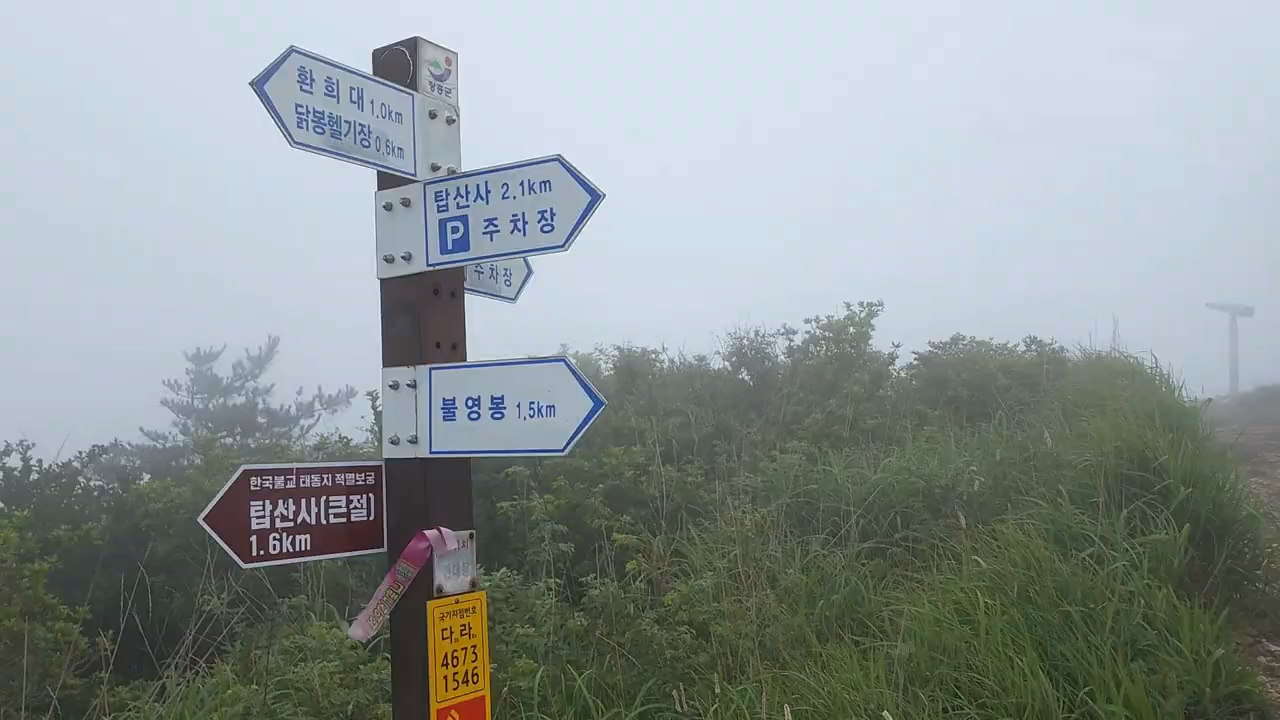 장흥군
환희대 1.0km
닭봉헬기장 0.6km
탑산사 2.1km
P 주차장
주차장
불영봉 1.5km
한국불교 태동지 적멸보궁
탑산사(큰절)
1.6km
국가지점번호
다 라
4673
1546